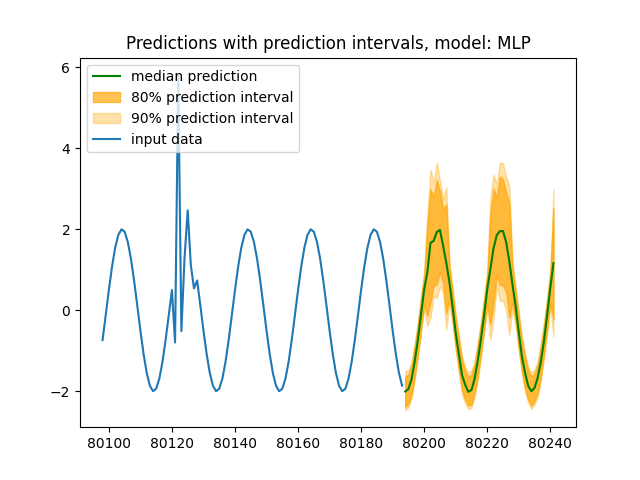 Predictions with prediction intervals, model: MLP
median prediction
80% prediction interval
90% prediction interval
input data
6
4
2
0
−2
80100 80120 80140 80160 80180 80200 80220 80240